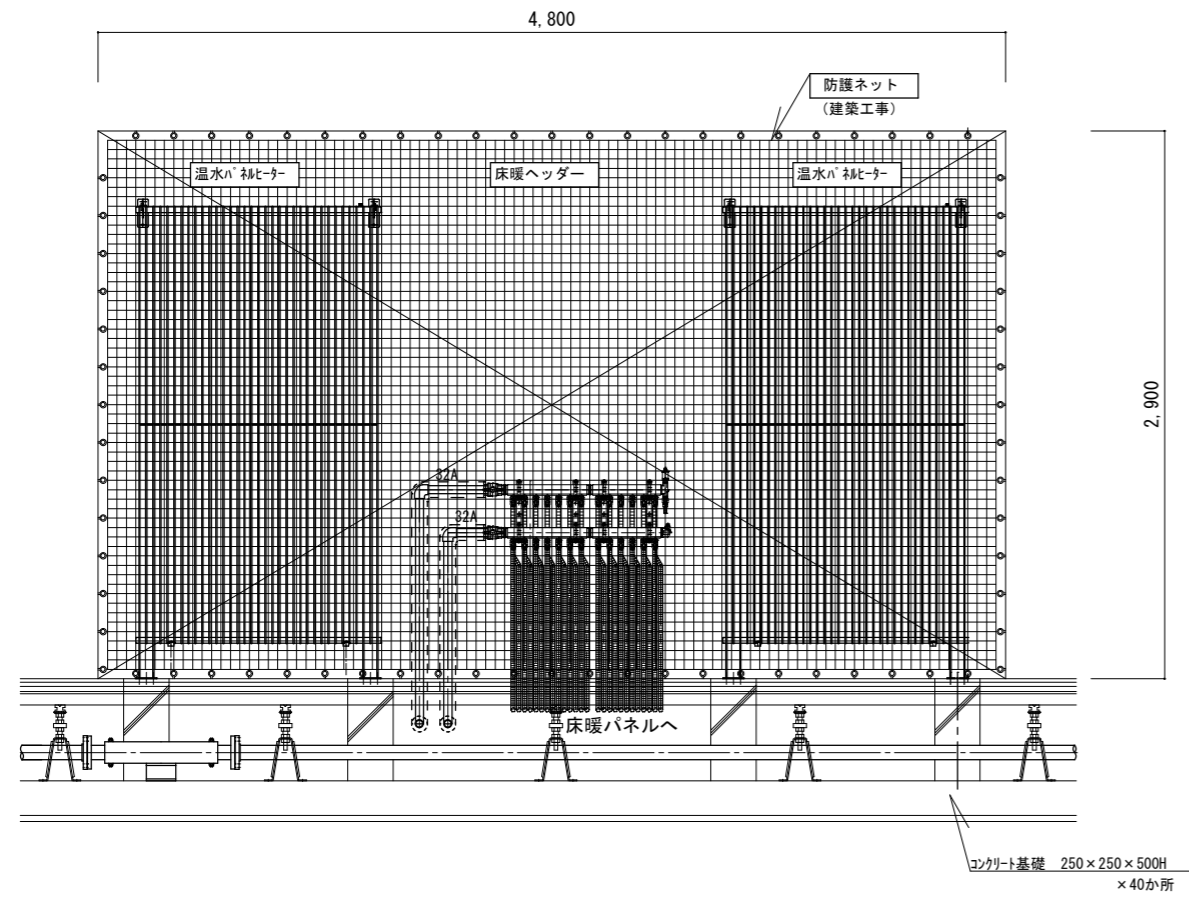 4,800
防護ネット
(建築工事)
温水パネルヒーター
床暖ヘッダー
温水パネルヒーター
2,900
32A
32A
床暖パネルへ
コンクリート基礎 250×250×500H
×40か所